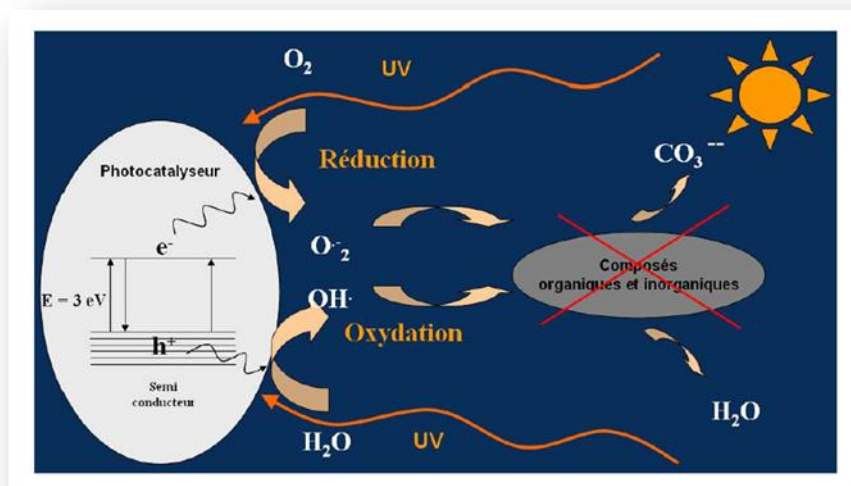 O₂
UV
Photocatalyseur
Réduction
CO₃⁻⁻
e⁻
O·⁻₂
E = 3 eV
OH·
h⁺
Oxydation
Composés
organiques et inorganiques
Semi
conducteur
H₂O
UV
H₂O